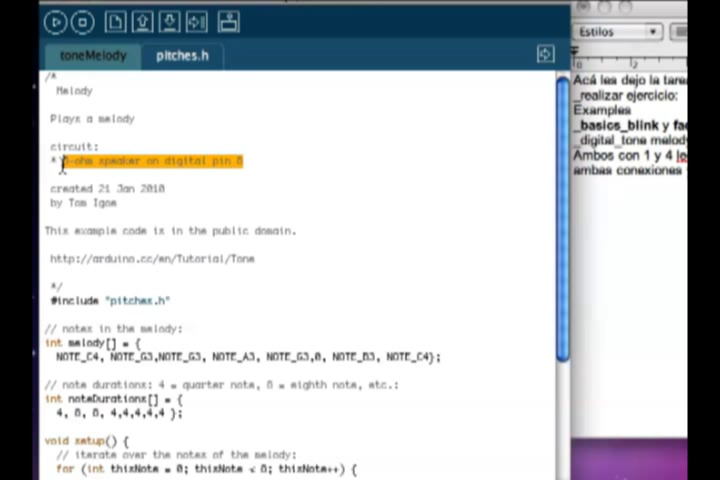 toneMelody
pitches.h
/*
Melody
Plays a melody
circuit:
* 8-ohm speaker on digital pin 8
created 21 Jan 2010
by Tom Igoe
This example code is in the public domain.
http://arduino.cc/en/Tutorial/Tone
*/
#include "pitches.h"
// notes in the melody:
int melody[] = {
NOTE_C4, NOTE_G3,NOTE_G3, NOTE_A3, NOTE_G3,0, NOTE_B3, NOTE_C4};
// note durations: 4 = quarter note, 8 = eighth note, etc.:
int noteDurations[] = {
4, 8, 8, 4,4,4,4,4 };
void setup() {
// iterate over the notes of the melody:
for (int thisNote = 0; thisNote < 8; thisNote++) {
Estilos
0 2
Acá les dejo la tarea
_realizar ejercicio:
Examples
_basics_blink y fa
_digital_tone melod
Ambos con 1 y 4 le
ambas conexiones